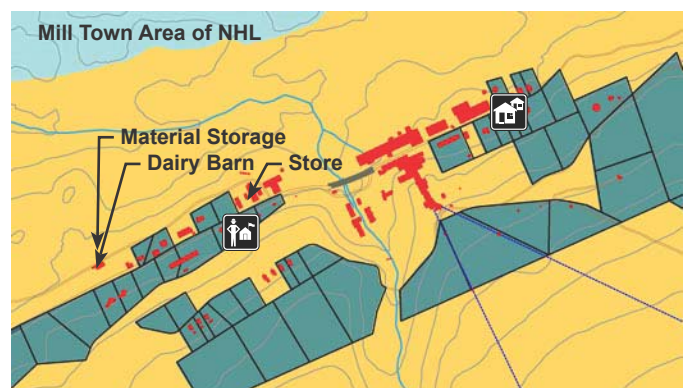 Mill Town Area of NHL
Material Storage
Dairy Barn
Store